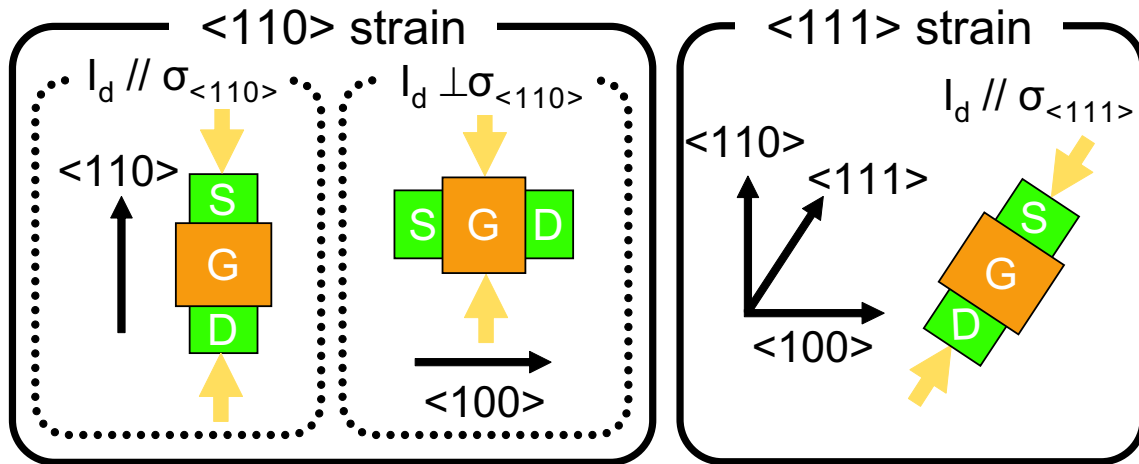 <110> strain
I_d // σ_<110>
<110>
S
G
D
I_d ⊥σ_<110>
S G D
<100>
<111> strain
I_d // σ_<111>
<110>
<111>
<100>
S
G
D